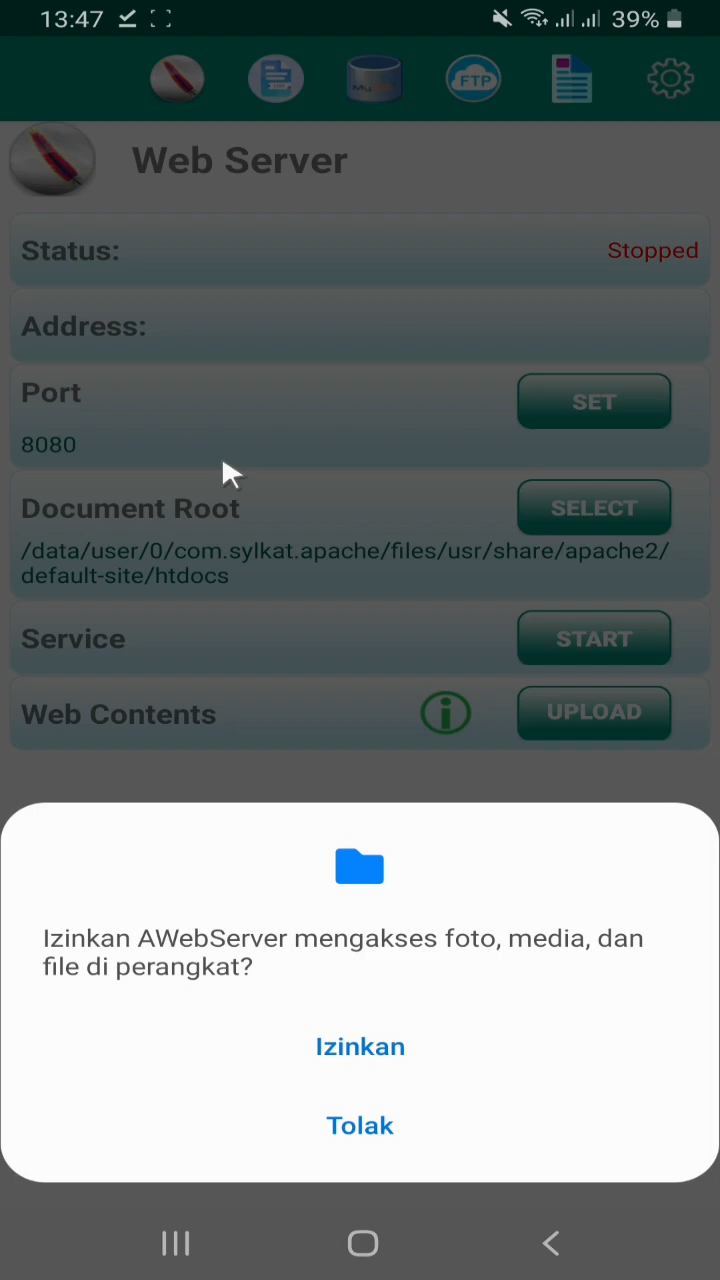 13:47
39%
FTP
Web Server
Status:
Stopped
Address:
Port
SET
8080
Document Root
SELECT
/data/user/0/com.sylkat.apache/files/usr/share/apache2/
default-site/htdocs
Service
START
Web Contents
UPLOAD
Izinkan AWebServer mengakses foto, media, dan
file di perangkat?
Izinkan
Tolak